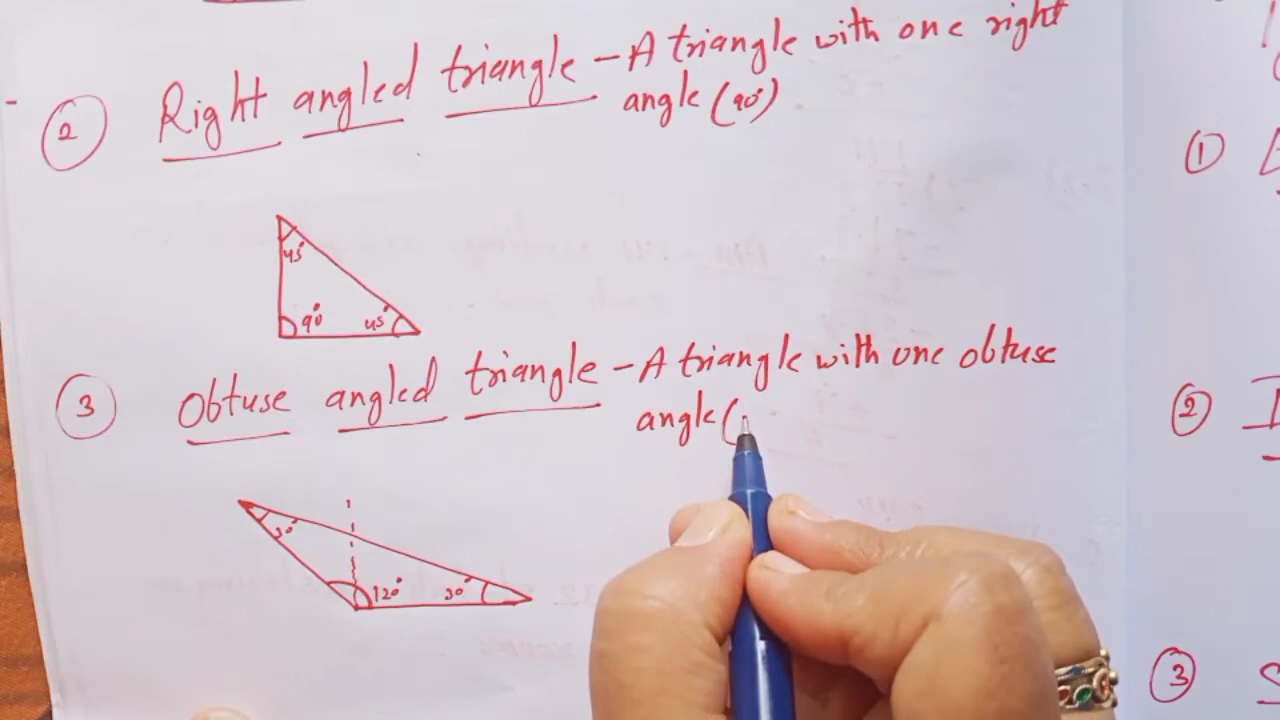 ② Right angled triangle - A triangle with one right
angle (90°)
45°
90° 45°
③ Obtuse angled triangle - A triangle with one obtuse
angle (
30°
120° 30°
①
②
③ S